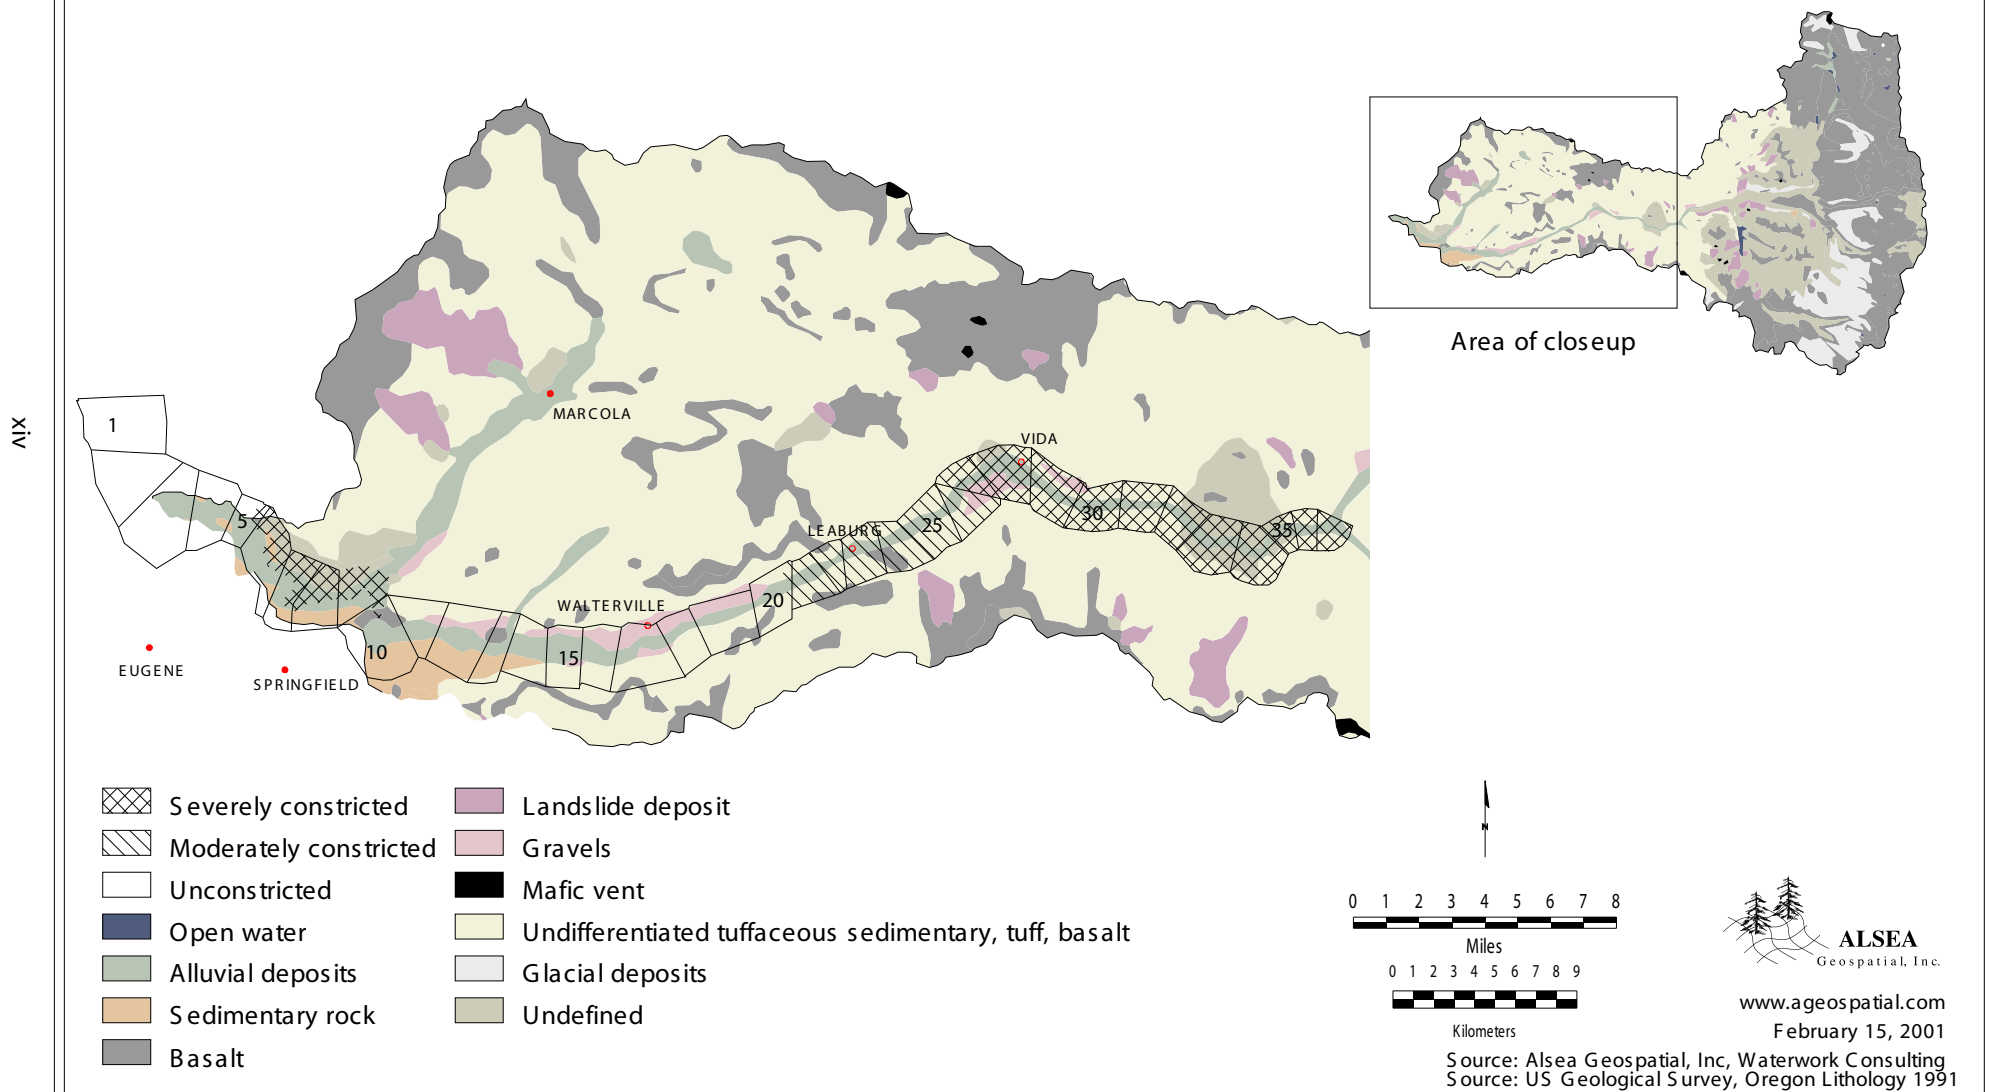 xiv
Area of closeup
MARCOLA
1
VIDA
5
25
30
35
LEABURG
WALTERVILLE
20
10
15
EUGENE
SPRINGFIELD
Severely constricted
Moderately constricted
Unconstricted
Open water
Alluvial deposits
Sedimentary rock
Basalt
Landslide deposit
Gravels
Mafic vent
Undifferentiated tuffaceous sedimentary, tuff, basalt
Glacial deposits
Undefined
N
0 1 2 3 4 5 6 7 8
Miles
0 1 2 3 4 5 6 7 8 9
Kilometers
ALSEA
Geospatial, Inc.
www.ageospatial.com
February 15, 2001
Source: Alsea Geospatial, Inc, Waterwork Consulting
Source: US Geological Survey, Oregon Lithology 1991